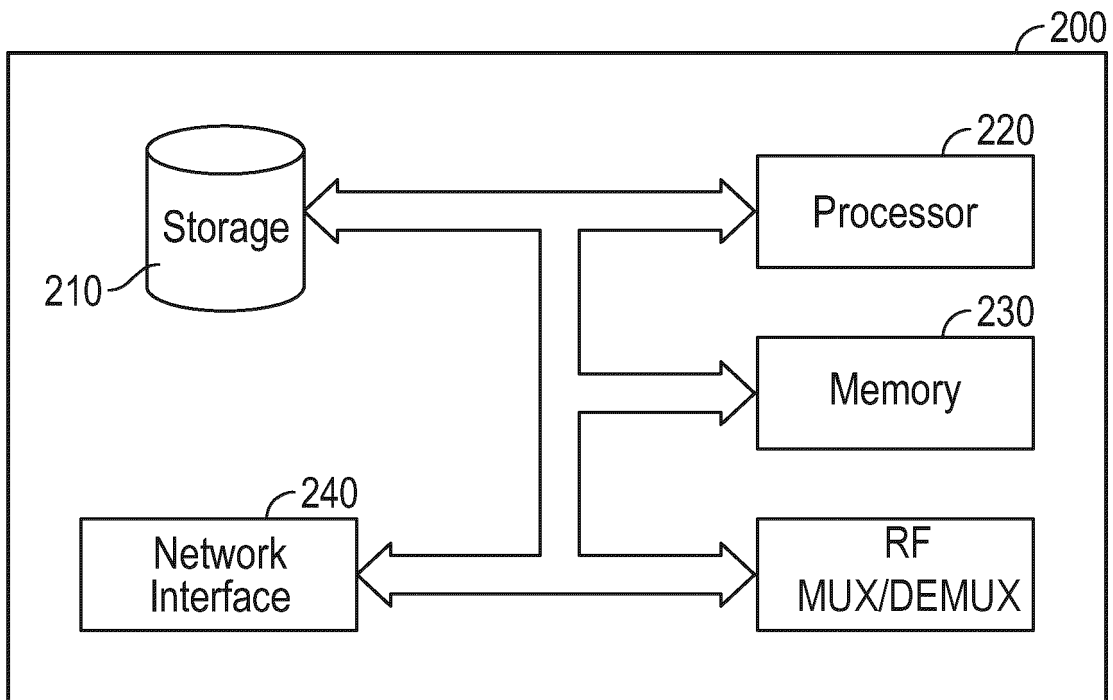 200
220
Storage
Processor
210
230
Memory
240
Network
Interface
RF
MUX/DEMUX